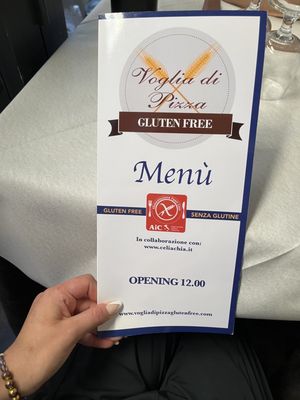 Voglia di
Pizza
GLUTEN FREE
Menù
GLUTEN FREE
SENZA GLUTINE
AiC
In collaborazione con:
www.celiachia.it
OPENING 12.00
www.vogliadipizzaglutenfree.com